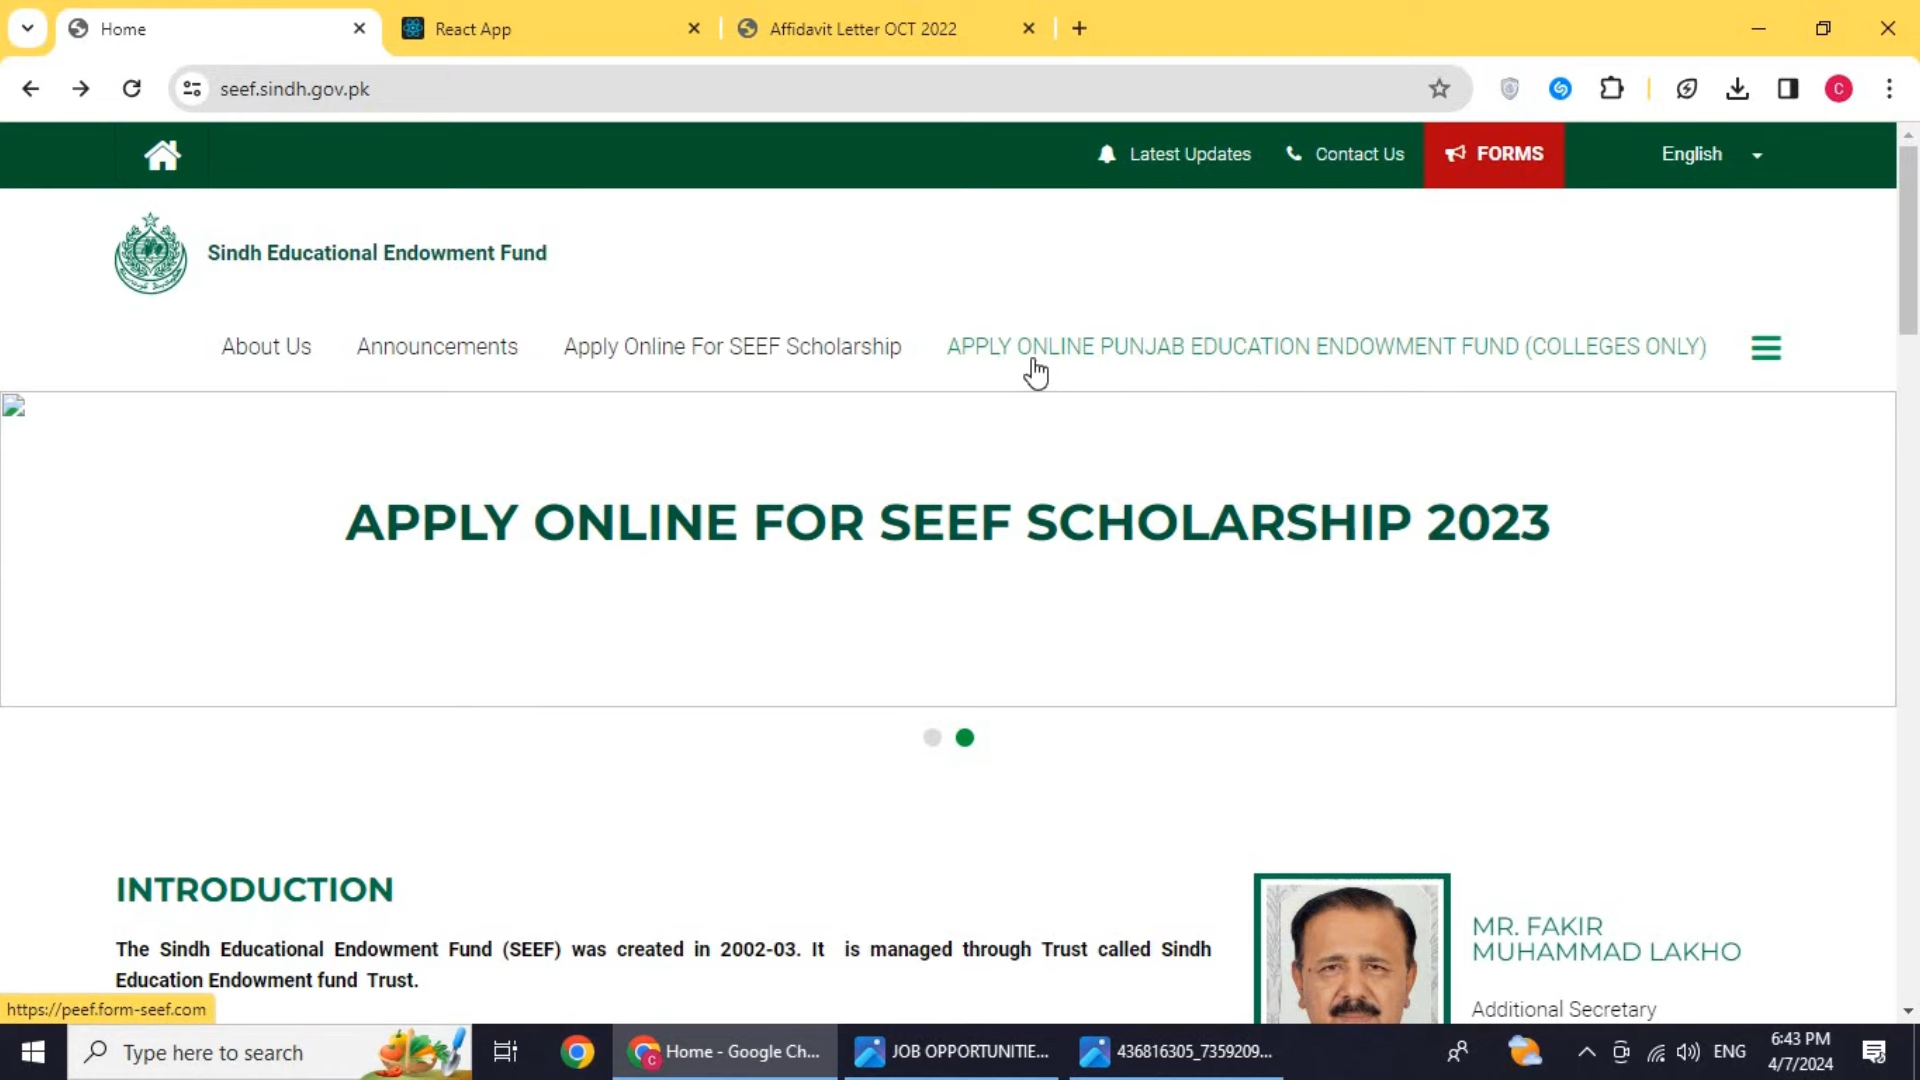 Home
React App
Affidavit Letter OCT 2022
seef.sindh.gov.pk
C
Latest Updates
Contact Us
FORMS
English
Sindh Educational Endowment Fund
About Us
Announcements
Apply Online For SEEF Scholarship
APPLY ONLINE PUNJAB EDUCATION ENDOWMENT FUND (COLLEGES ONLY)
APPLY ONLINE FOR SEEF SCHOLARSHIP 2023
INTRODUCTION
The Sindh Educational Endowment Fund (SEEF) was created in 2002-03. It is managed through Trust called Sindh
Education Endowment fund Trust.
MR. FAKIR
MUHAMMAD LAKHO
Additional Secretary
https://peef.form-seef.com
Type here to search
C
Home - Google Ch...
JOB OPPORTUNITIE...
436816305_7359209...
ENG
6:43 PM
4/7/2024